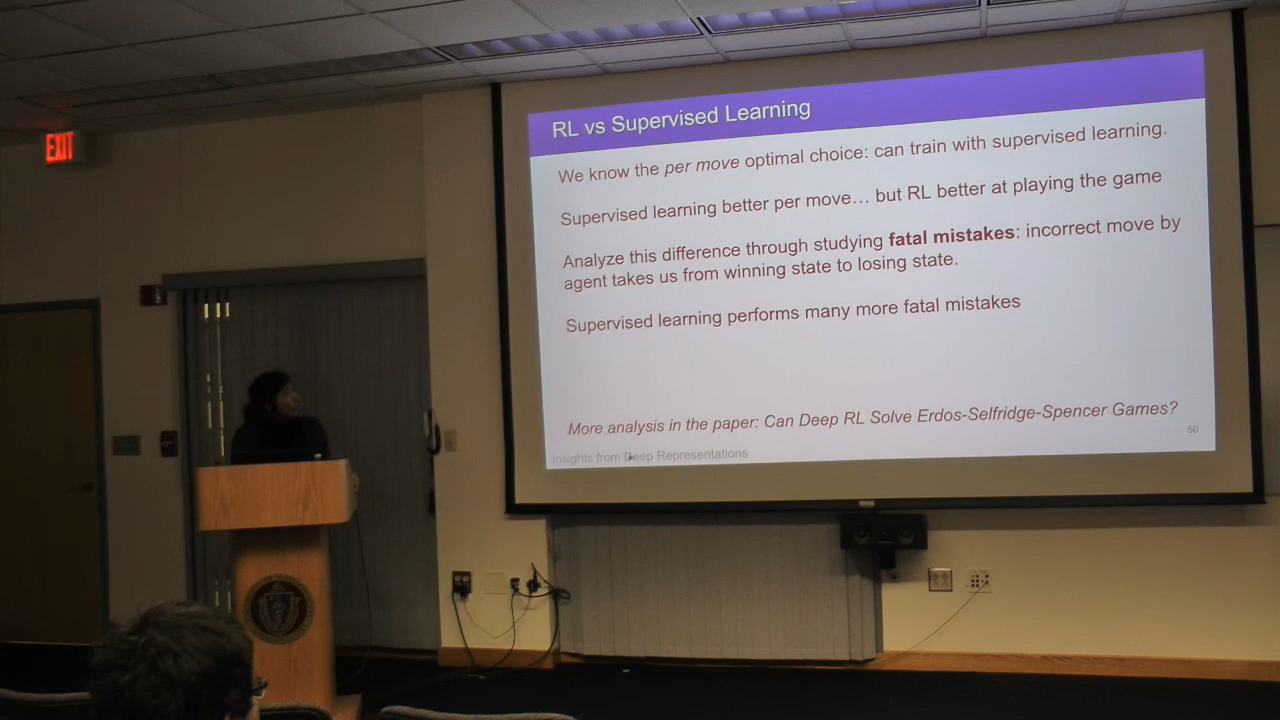 EXIT
RL vs Supervised Learning
We know the per move optimal choice: can train with supervised learning.
Supervised learning better per move… but RL better at playing the game
Analyze this difference through studying fatal mistakes: incorrect move by
agent takes us from winning state to losing state.
Supervised learning performs many more fatal mistakes
More analysis in the paper: Can Deep RL Solve Erdos-Selfridge-Spencer Games?
50
Insights from Deep Representations